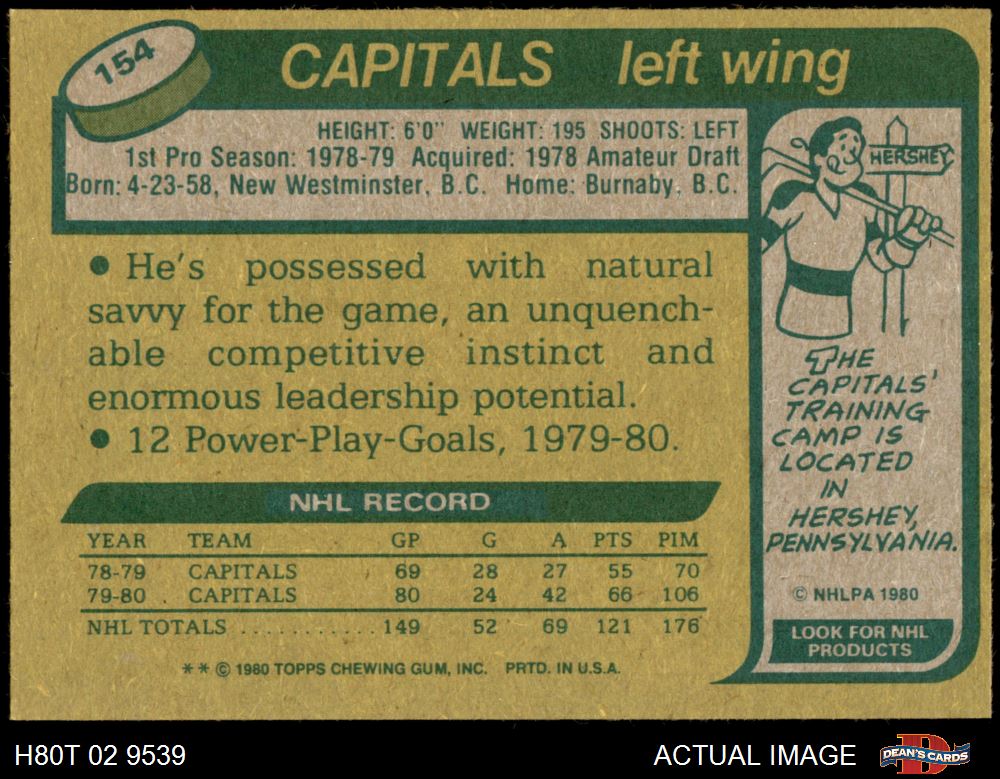 154
CAPITALS left wing
HEIGHT: 6'0" WEIGHT: 195 SHOOTS: LEFT
1st Pro Season: 1978-79 Acquired: 1978 Amateur Draft
Born: 4-23-58, New Westminster, B.C. Home: Burnaby, B.C.
● He's possessed with natural
savvy for the game, an unquench-
able competitive instinct and
enormous leadership potential.
● 12 Power-Play-Goals, 1979-80.
NHL RECORD
YEAR TEAM GP G A PTS PIM
78-79 CAPITALS 69 28 27 55 70
79-80 CAPITALS 80 24 42 66 106
NHL TOTALS .......... 149 52 69 121 176
** © 1980 TOPPS CHEWING GUM, INC. PRTD. IN U.S.A.
HERSHEY
THE
CAPITALS'
TRAINING
CAMP IS
LOCATED
IN
HERSHEY,
PENNSYLVANIA.
© NHLPA 1980
LOOK FOR NHL
PRODUCTS
H80T 02 9539 ACTUAL IMAGE DEAN'S CARDS